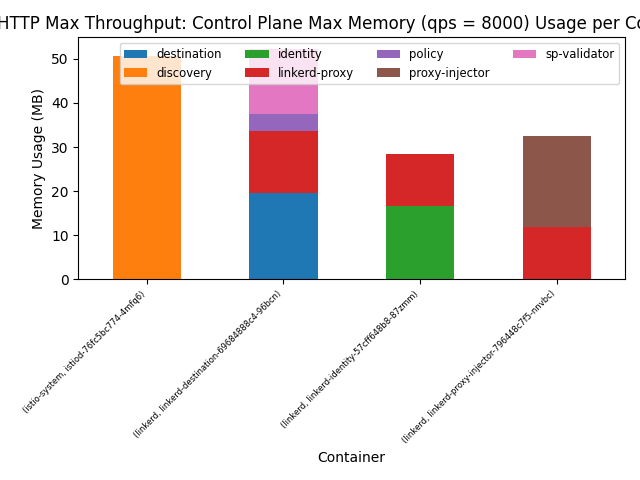 HTTP Max Throughput: Control Plane Max Memory (qps = 8000) Usage per Co
destination
identity
policy
sp-validator
discovery
linkerd-proxy
proxy-injector
Memory Usage (MB)
50
40
30
20
10
0
(istio-system, istiod-76fc5bc774-4mfq6)
(linkerd, linkerd-destination-69684888c4-96bcn)
(linkerd, linkerd-identity-57cff648b8-87zmm)
(linkerd, linkerd-proxy-injector-796448c7f5-nnvbc)
Container